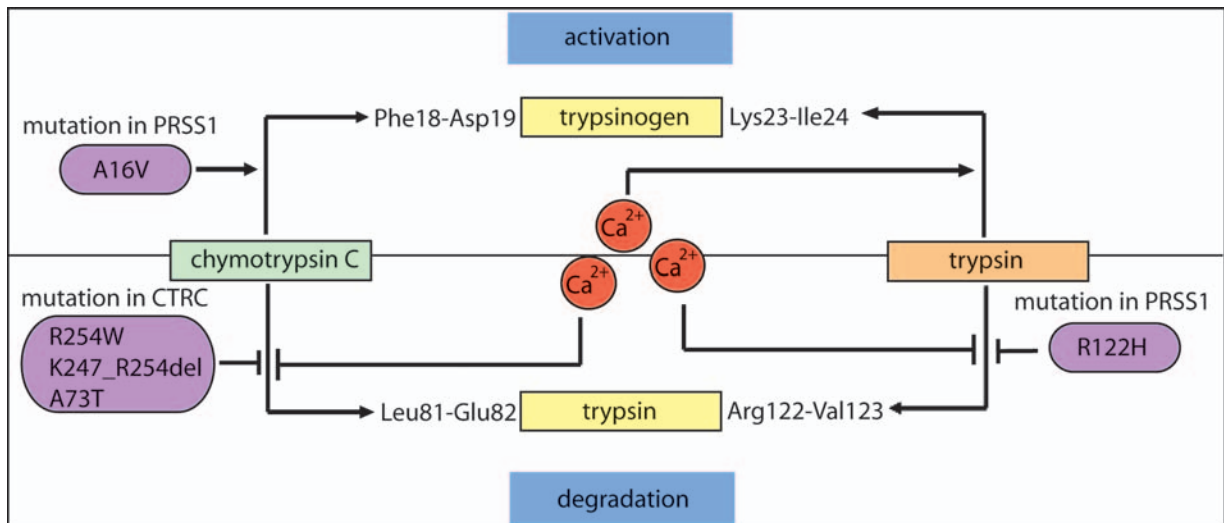 activation
mutation in PRSS1
A16V
Phe18-Asp19 trypsinogen Lys23-Ile24
Ca2+
Ca2+
Ca2+
chymotrypsin C
trypsin
mutation in CTRC
R254W
K247_R254del
A73T
mutation in PRSS1
R122H
Leu81-Glu82 trypsin Arg122-Val123
degradation